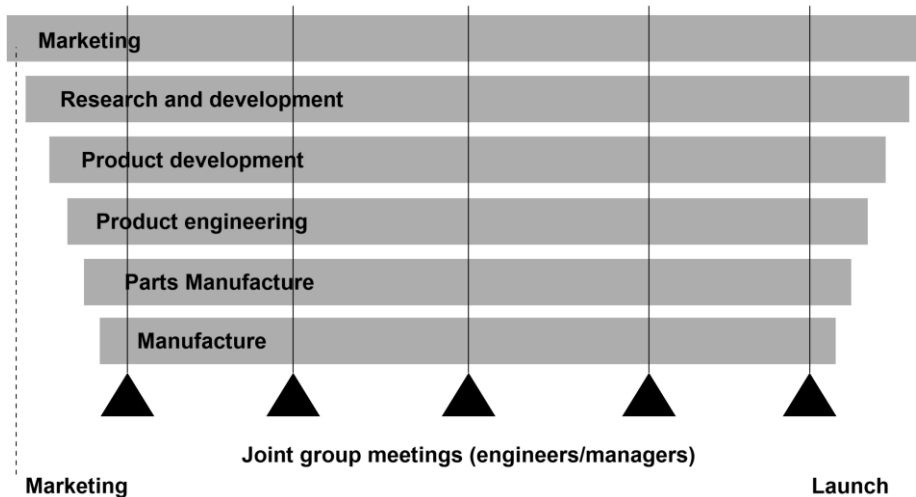 Marketing
Research and development
Product development
Product engineering
Parts Manufacture
Manufacture
Joint group meetings (engineers/managers)
Marketing
Launch